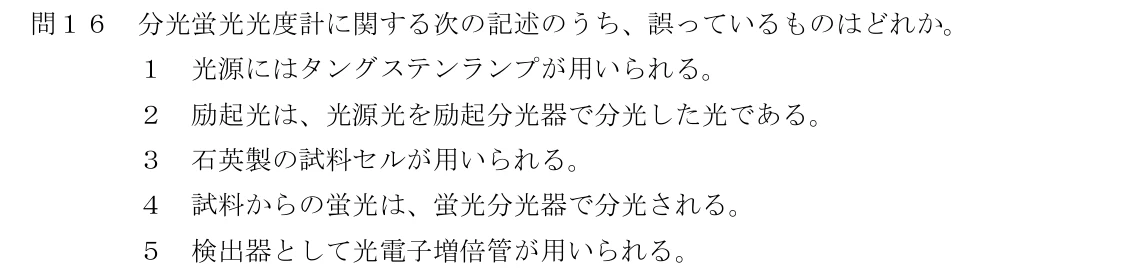 問１６　分光蛍光光度計に関する次の記述のうち、誤っているものはどれか。
１　光源にはタングステンランプが用いられる。
２　励起光は、光源光を励起分光器で分光した光である。
３　石英製の試料セルが用いられる。
４　試料からの蛍光は、蛍光分光器で分光される。
５　検出器として光電子増倍管が用いられる。